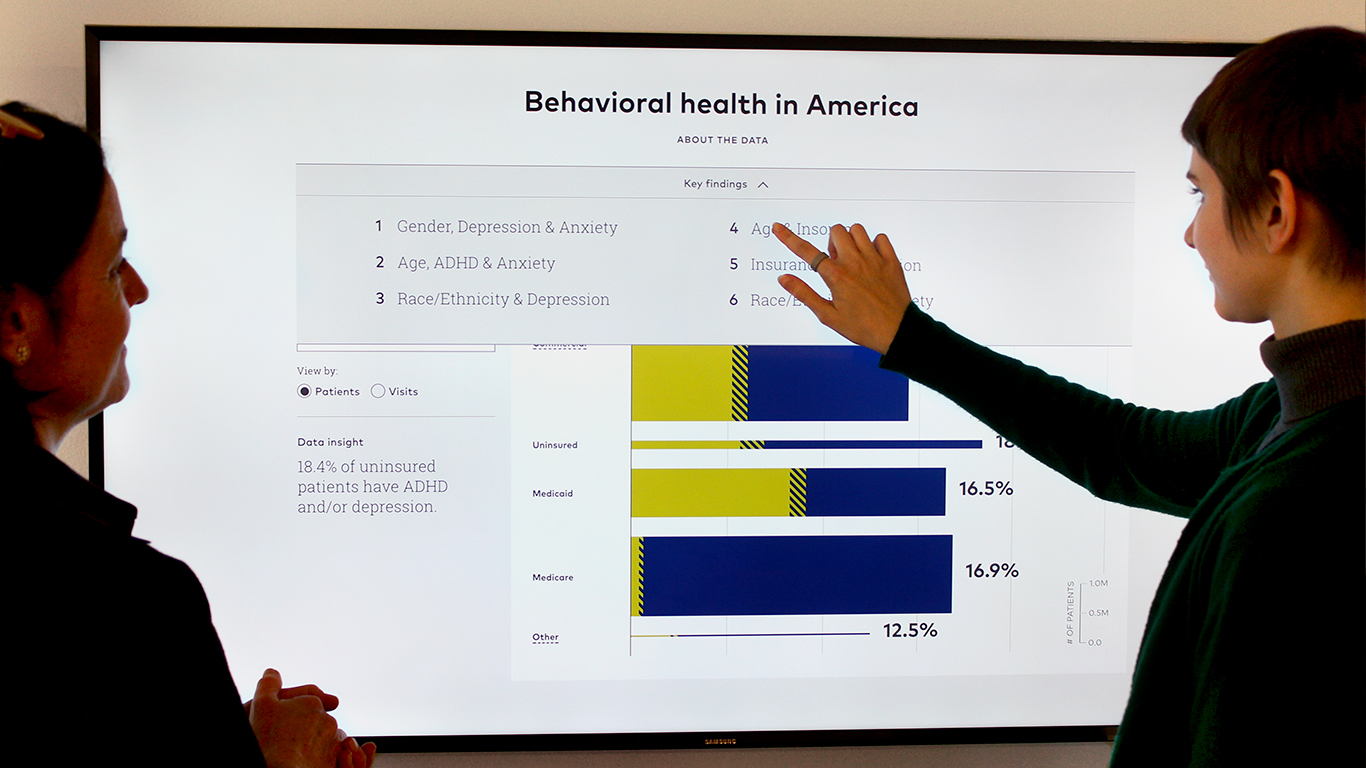 Behavioral health in America
ABOUT THE DATA
Key findings
1 Gender, Depression & Anxiety
2 Age, ADHD & Anxiety
3 Race/Ethnicity & Depression
4 &
5
6
View by:
Patients Visits
Data insight
18.4% of uninsured
patients have ADHD
and/or depression.
Commercial
Uninsured
Medicaid 16.5%
Medicare 16.9%
Other 12.5%
# OF PATIENTS
1.0M
0.5M
0.0
SAMSUNG